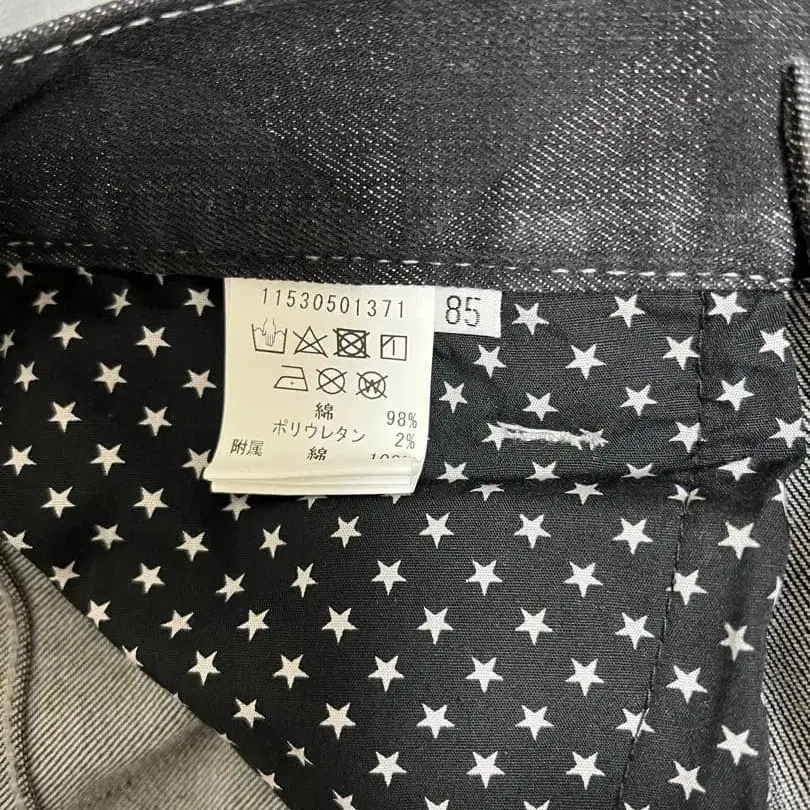 11530501371
85
綿
98%
ポリウレタン 2%
附属 綿